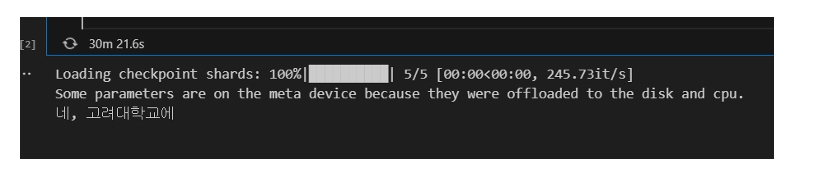 [2]
30m 21.6s
Loading checkpoint shards: 100%|██████████| 5/5 [00:00<00:00, 245.73it/s]
Some parameters are on the meta device because they were offloaded to the disk and cpu.
네, 고려대학교에